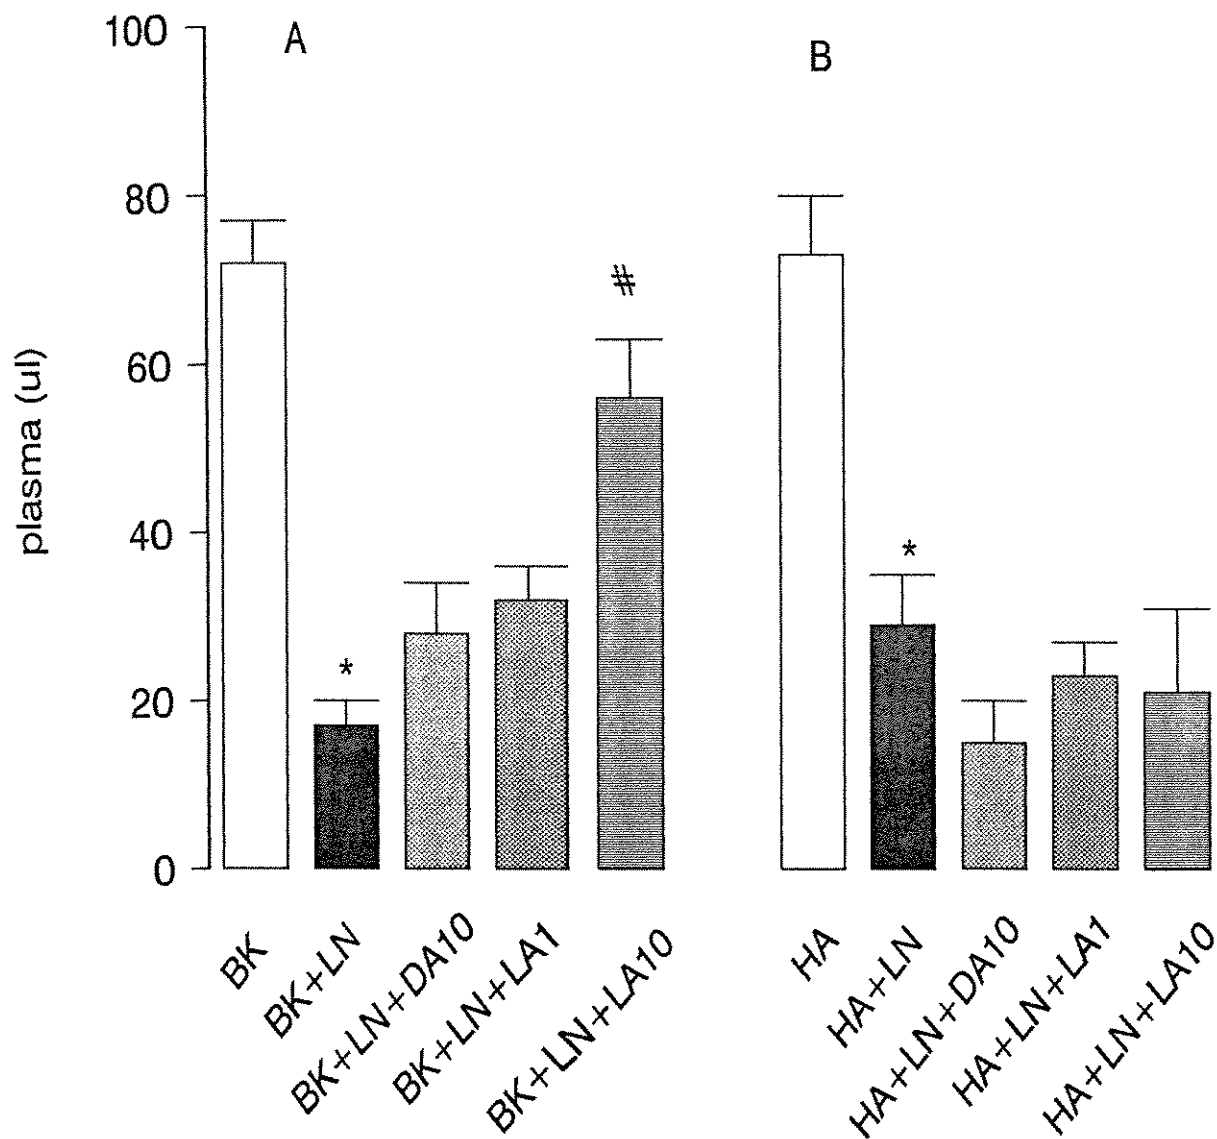 A
B
100
80
60
40
20
0
plasma (ul)
#
*
*
BK
BK+LN
BK+LN+DA10
BK+LN+LA1
BK+LN+LA10
HA
HA+LN
HA+LN+DA10
HA+LN+LA1
HA+LN+LA10